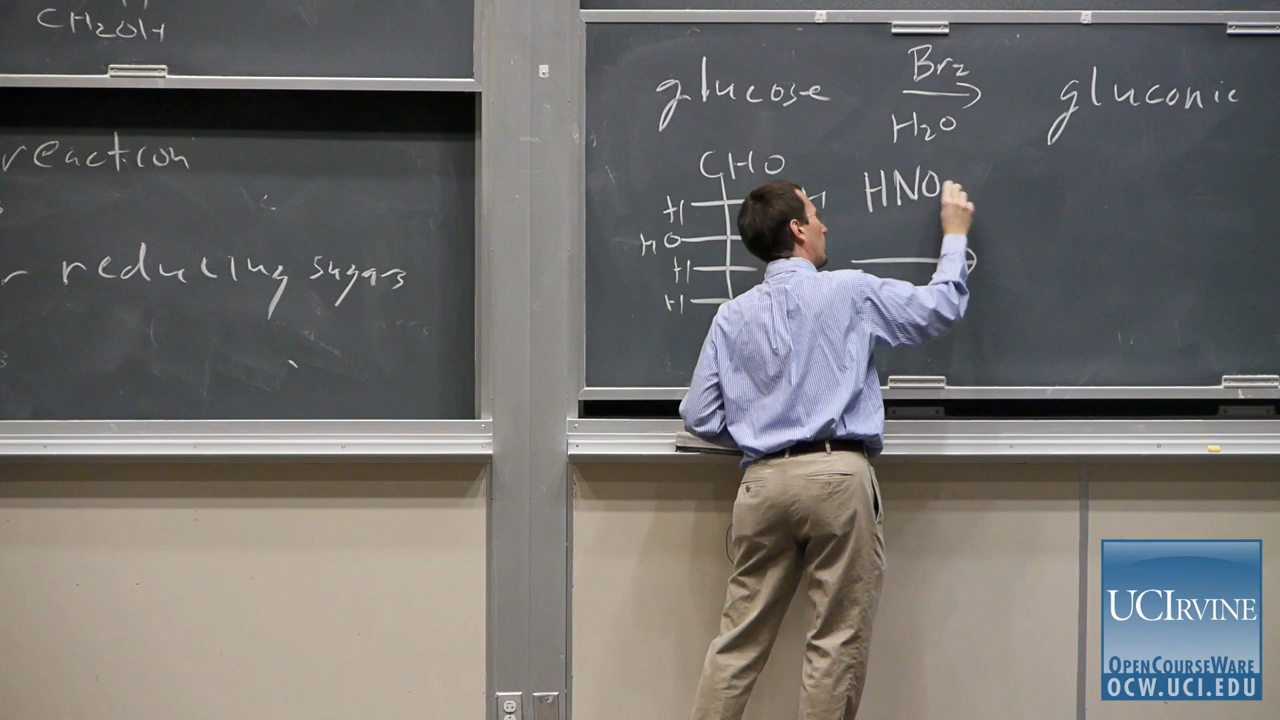 CH2OH
reaction
r reducing sugars
glucose Br2 gluconic
H2O
CHO
HNO
H
HO
H
H
UCIRVINE
OPENCOURSEWARE
OCW.UCI.EDU